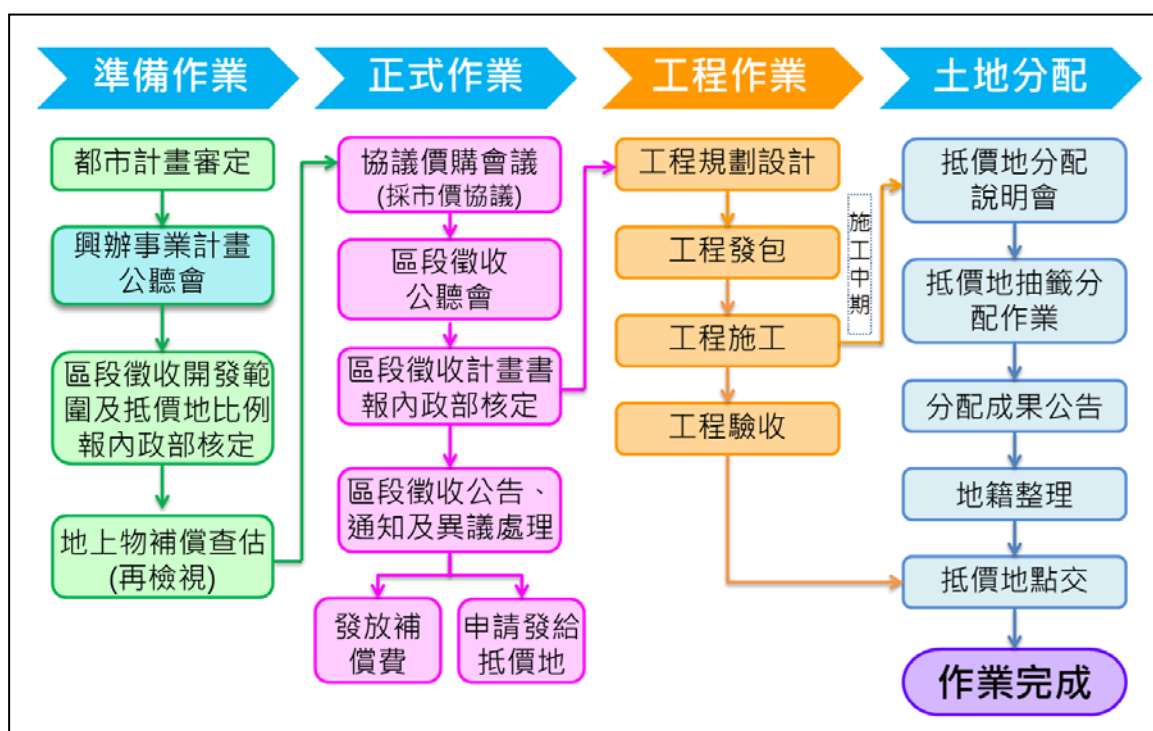 準備作業
都市計畫審定
興辦事業計畫
公聽會
區段徵收開發範
圍及抵價地比例
報內政部核定
地上物補償查估
(再檢視)
正式作業
協議價購會議
(採市價協議)
區段徵收
公聽會
區段徵收計畫書
報內政部核定
區段徵收公告、
通知及異議處理
發放補
償費
申請發給
抵價地
工程作業
工程規劃設計
工程發包
工程施工
工程驗收
施工中期
土地分配
抵價地分配
說明會
抵價地抽籤分
配作業
分配成果公告
地籍整理
抵價地點交
作業完成